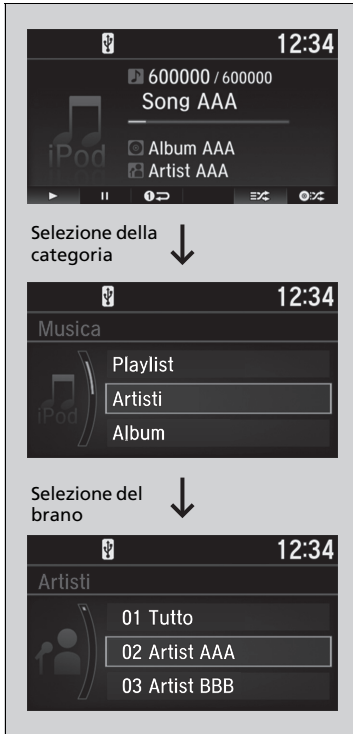 12:34
600000 / 600000
Song AAA
iPod
Album AAA
Artist AAA
1
Selezione della
categoria
12:34
Musica
Playlist
iPod
Artisti
Album
Selezione del
brano
12:34
Artisti
01 Tutto
02 Artist AAA
03 Artist BBB